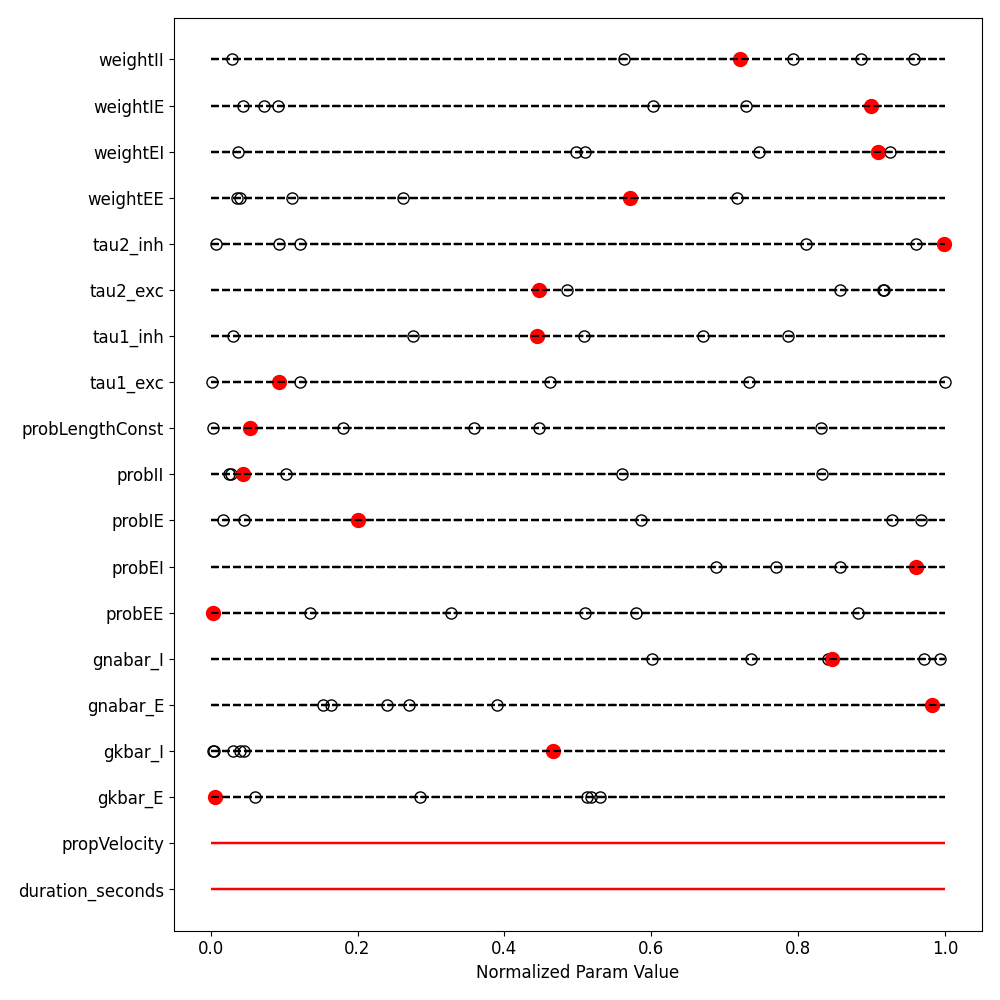 weightII
weightIE
weightEI
weightEE
tau2_inh
tau2_exc
tau1_inh
tau1_exc
probLengthConst
probII
probIE
probEI
probEE
gnabar_I
gnabar_E
gkbar_I
gkbar_E
propVelocity
duration_seconds
0.0 0.2 0.4 0.6 0.8 1.0
Normalized Param Value